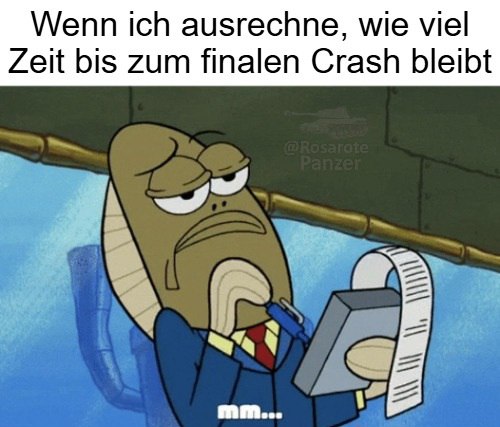 Wenn ich ausrechne, wie viel
Zeit bis zum finalen Crash bleibt
@Rosarote
Panzer
mm...